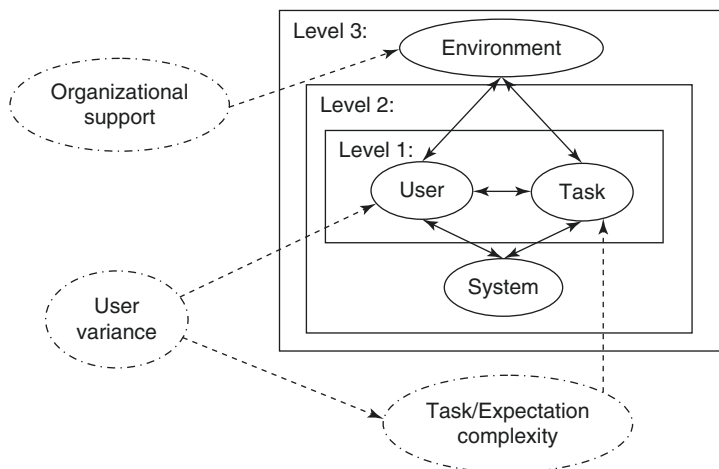 Level 3:
Environment
Organizational
support
Level 2:
Level 1:
User
Task
System
User
variance
Task/Expectation
complexity